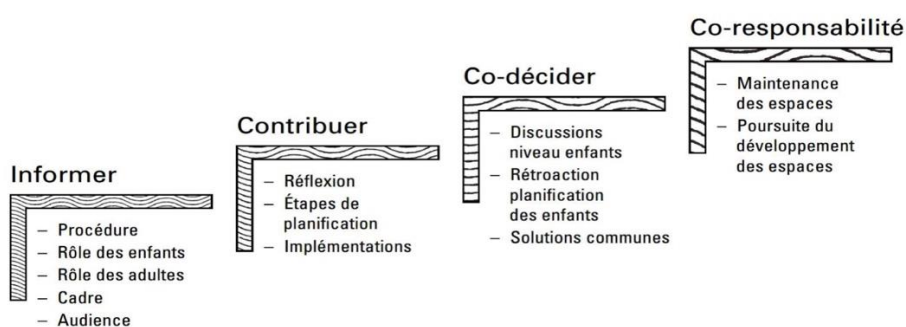 Informer
– Procédure
– Rôle des enfants
– Rôle des adultes
– Cadre
– Audience
Contribuer
– Réflexion
– Étapes de
planification
– Implémentations
Co-décider
– Discussions
niveau enfants
– Rétroaction
planification
des enfants
– Solutions communes
Co-responsabilité
– Maintenance
des espaces
– Poursuite du
développement
des espaces